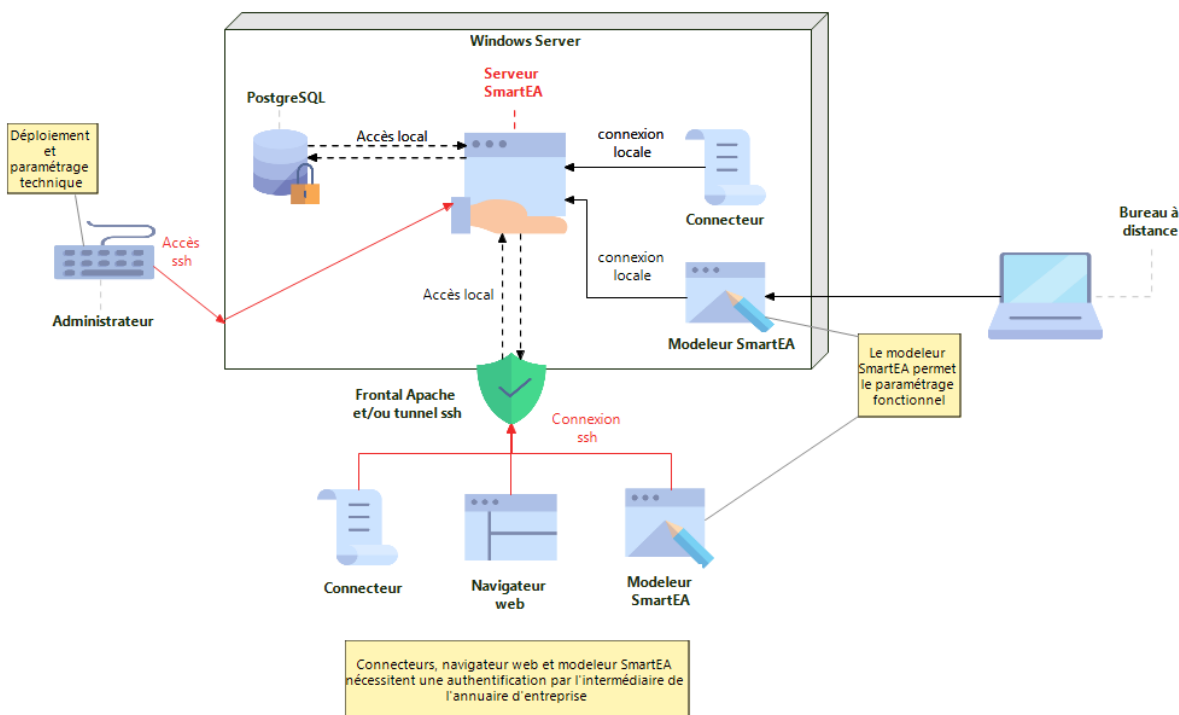 Windows Server
Serveur
SmartEA
PostgreSQL
Accès local
connexion
locale
Connecteur
Déploiement
et
paramétrage
technique
Accès
ssh
Administrateur
Bureau à
distance
connexion
locale
Accès local
Modeleur SmartEA
Le modeleur
SmartEA permet
le paramétrage
fonctionnel
Frontal Apache
et/ou tunnel ssh
Connexion
ssh
Connecteur
Navigateur
web
Modeleur
SmartEA
Connecteurs, navigateur web et modeleur SmartEA
nécessitent une authentification par l'intermédiaire de
l'annuaire d'entreprise